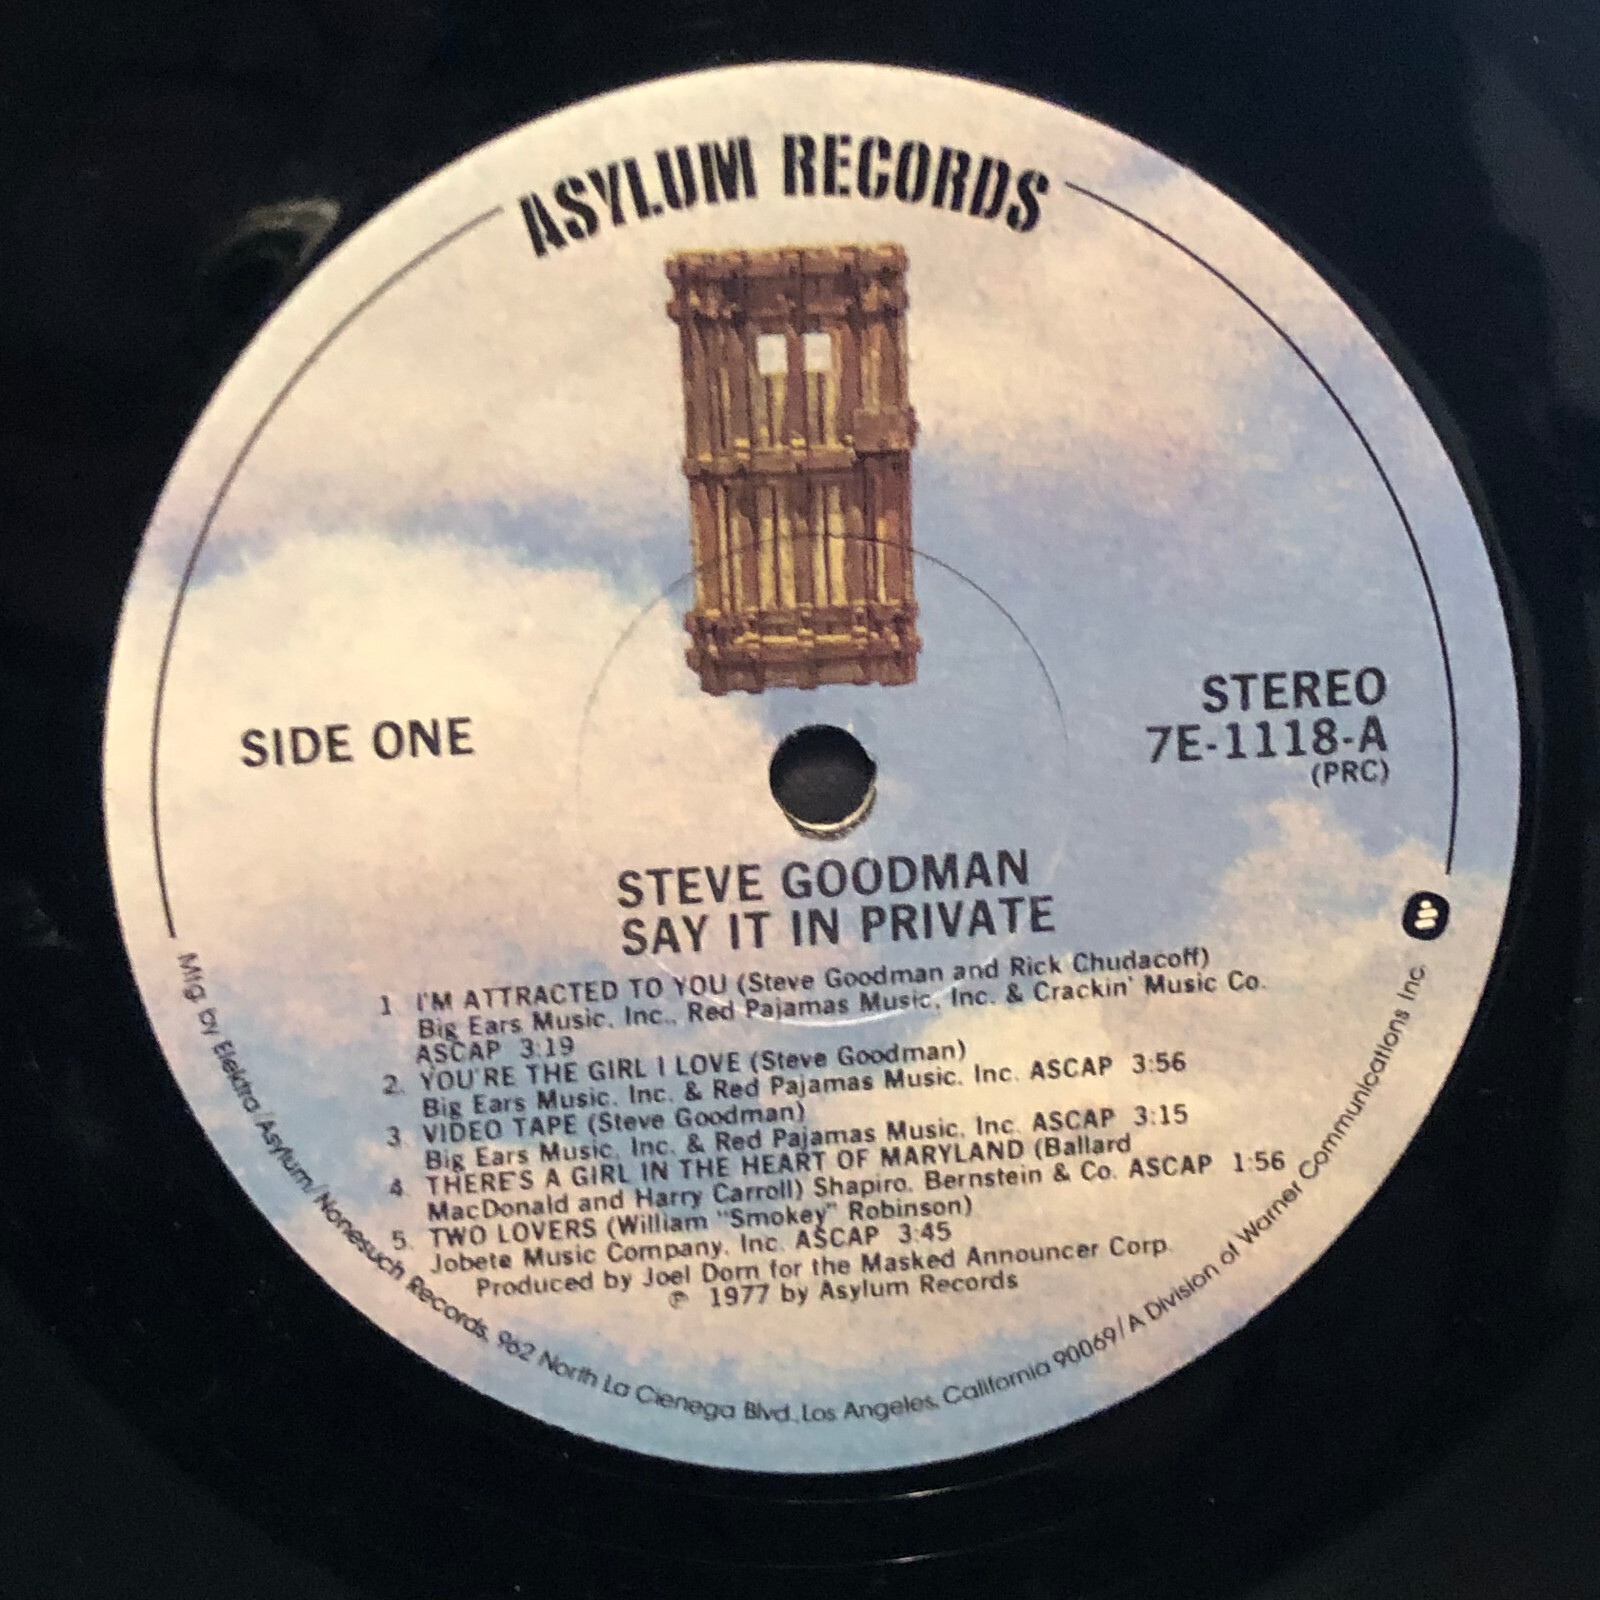 ASYLUM RECORDS
SIDE ONE
STEREO
7E-1118-A
(PRC)
STEVE GOODMAN
SAY IT IN PRIVATE
1 I'M ATTRACTED TO YOU (Steve Goodman and Rick Chudacoff)
Big Ears Music, Inc., Red Pajamas Music, Inc. & Crackin' Music Co.
ASCAP 3:19
2. YOU'RE THE GIRL I LOVE (Steve Goodman)
Big Ears Music, Inc. & Red Pajamas Music, Inc. ASCAP 3:56
3. VIDEO TAPE (Steve Goodman)
Big Ears Music, Inc. & Red Pajamas Music, Inc. ASCAP 3:15
4. THERE'S A GIRL IN THE HEART OF MARYLAND (Ballard
MacDonald and Harry Carroll) Shapiro, Bernstein & Co. ASCAP 1:56
5. TWO LOVERS (William "Smokey" Robinson)
Jobete Music Company, Inc. ASCAP 3:45
Produced by Joel Dorn for the Masked Announcer Corp.
℗ 1977 by Asylum Records
Mfg. by Elektra/Asylum/Nonesuch Records, 962 North La Cienega Blvd., Los Angeles, California 90069/A Division of Warner Communications Inc.